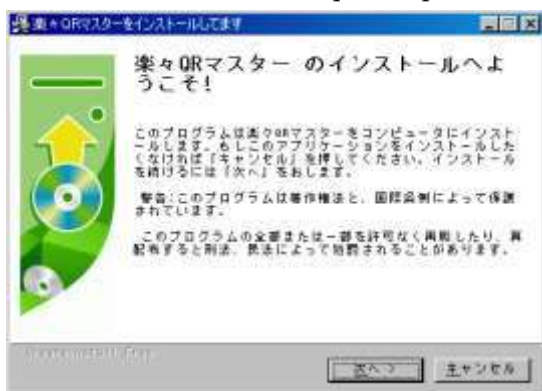 楽々QRマスターをインストールしてます
楽々QRマスター のインストールへよ
うこそ!
このプログラムは楽々QRマスターをコンピュータにインスト
ールします。もしこのアプリケーションをインストールした
くなければ「キャンセル」を押してください。インストール
を続けるには「次へ」をおします。
警告:このプログラムは著作権法と、国際条例によって保護
されています。
このプログラムの全部または一部を許可なく再版したり、再
配布すると刑法、民法によって処罰されることがあります。
CreateInstall Free
次へ >
キャンセル